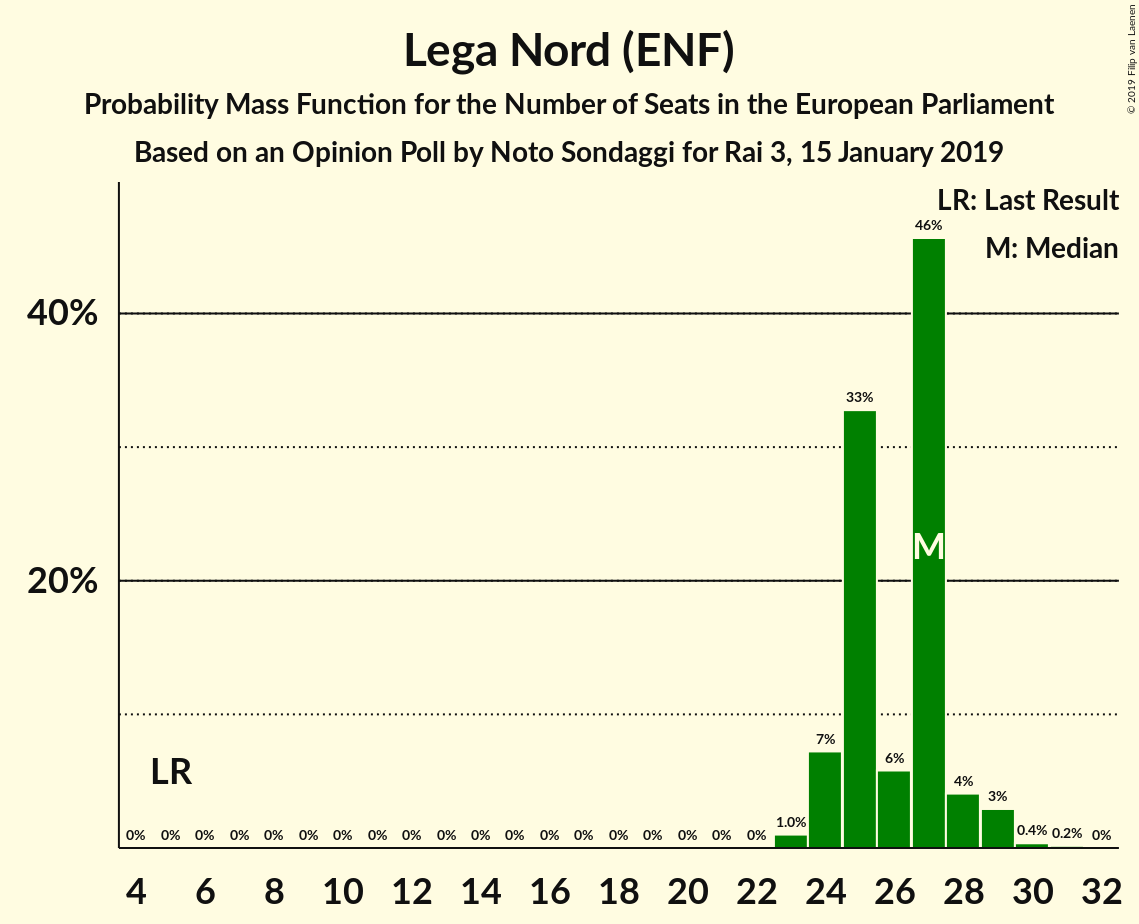 Lega Nord (ENF)
Probability Mass Function for the Number of Seats in the European Parliament
Based on an Opinion Poll by Noto Sondaggi for Rai 3, 15 January 2019
© 2019 Filip van Laenen
LR: Last Result
M: Median
40%
20%
LR
M
0% 0% 0% 0% 0% 0% 0% 0% 0% 0% 0% 0% 0% 0% 0% 0% 0% 0% 0% 1.0% 7% 33% 6% 46% 4% 3% 0.4% 0.2% 0%
4 6 8 10 12 14 16 18 20 22 24 26 28 30 32